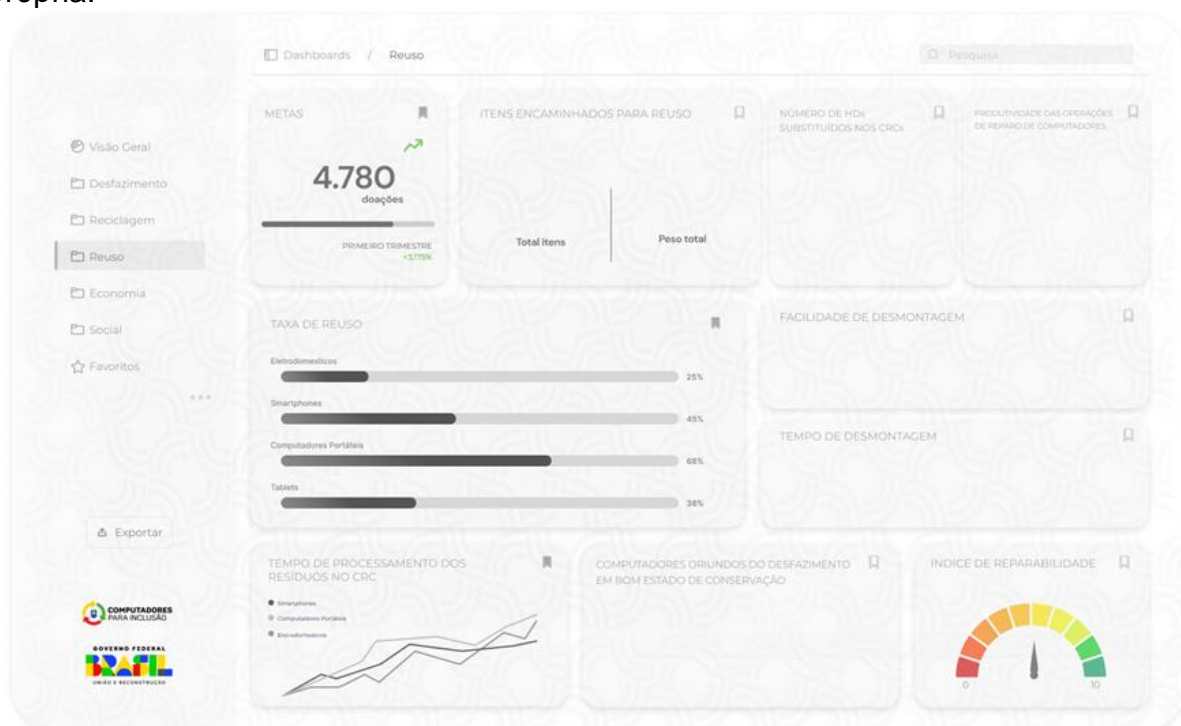 rópria.
Dashboards / Reuso
Pesquisa
Visão Geral
Desfazimento
Reciclagem
Reuso
Economia
Social
Favoritos
Exportar
COMPUTADORES
PARA INCLUSÃO
GOVERNO FEDERAL
BRASIL
UNIÃO E RECONSTRUÇÃO
METAS
4.780
doações
PRIMEIRO TRIMESTRE
ITENS ENCAMINHADOS PARA REUSO
Total itens
Peso total
NÚMERO DE HDs
SUBSTITUÍDOS NOS CRCs
PRODUTIVIDADE DAS OPERAÇÕES
DE REPARO DE COMPUTADORES
TAXA DE REUSO
Eletrodomesticos
25%
Smartphones
45%
Computadores Portáteis
68%
Tablets
38%
FACILIDADE DE DESMONTAGEM
TEMPO DE DESMONTAGEM
TEMPO DE PROCESSAMENTO DOS
RESÍDUOS NO CRC
Smartphones
Computadores Portáteis
Eletrodomesticos
COMPUTADORES ORIUNDOS DO DESFAZIMENTO
EM BOM ESTADO DE CONSERVAÇÃO
INDICE DE REPARABILIDADE
0
10